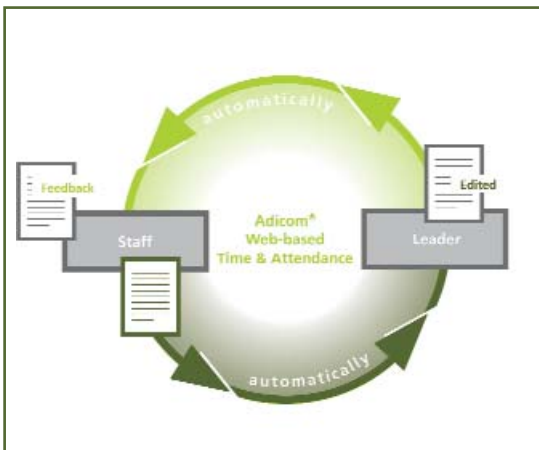 automatically
Feedback
Edited
Staff
Adicom®
Web-based
Time & Attendance
Leader
automatically